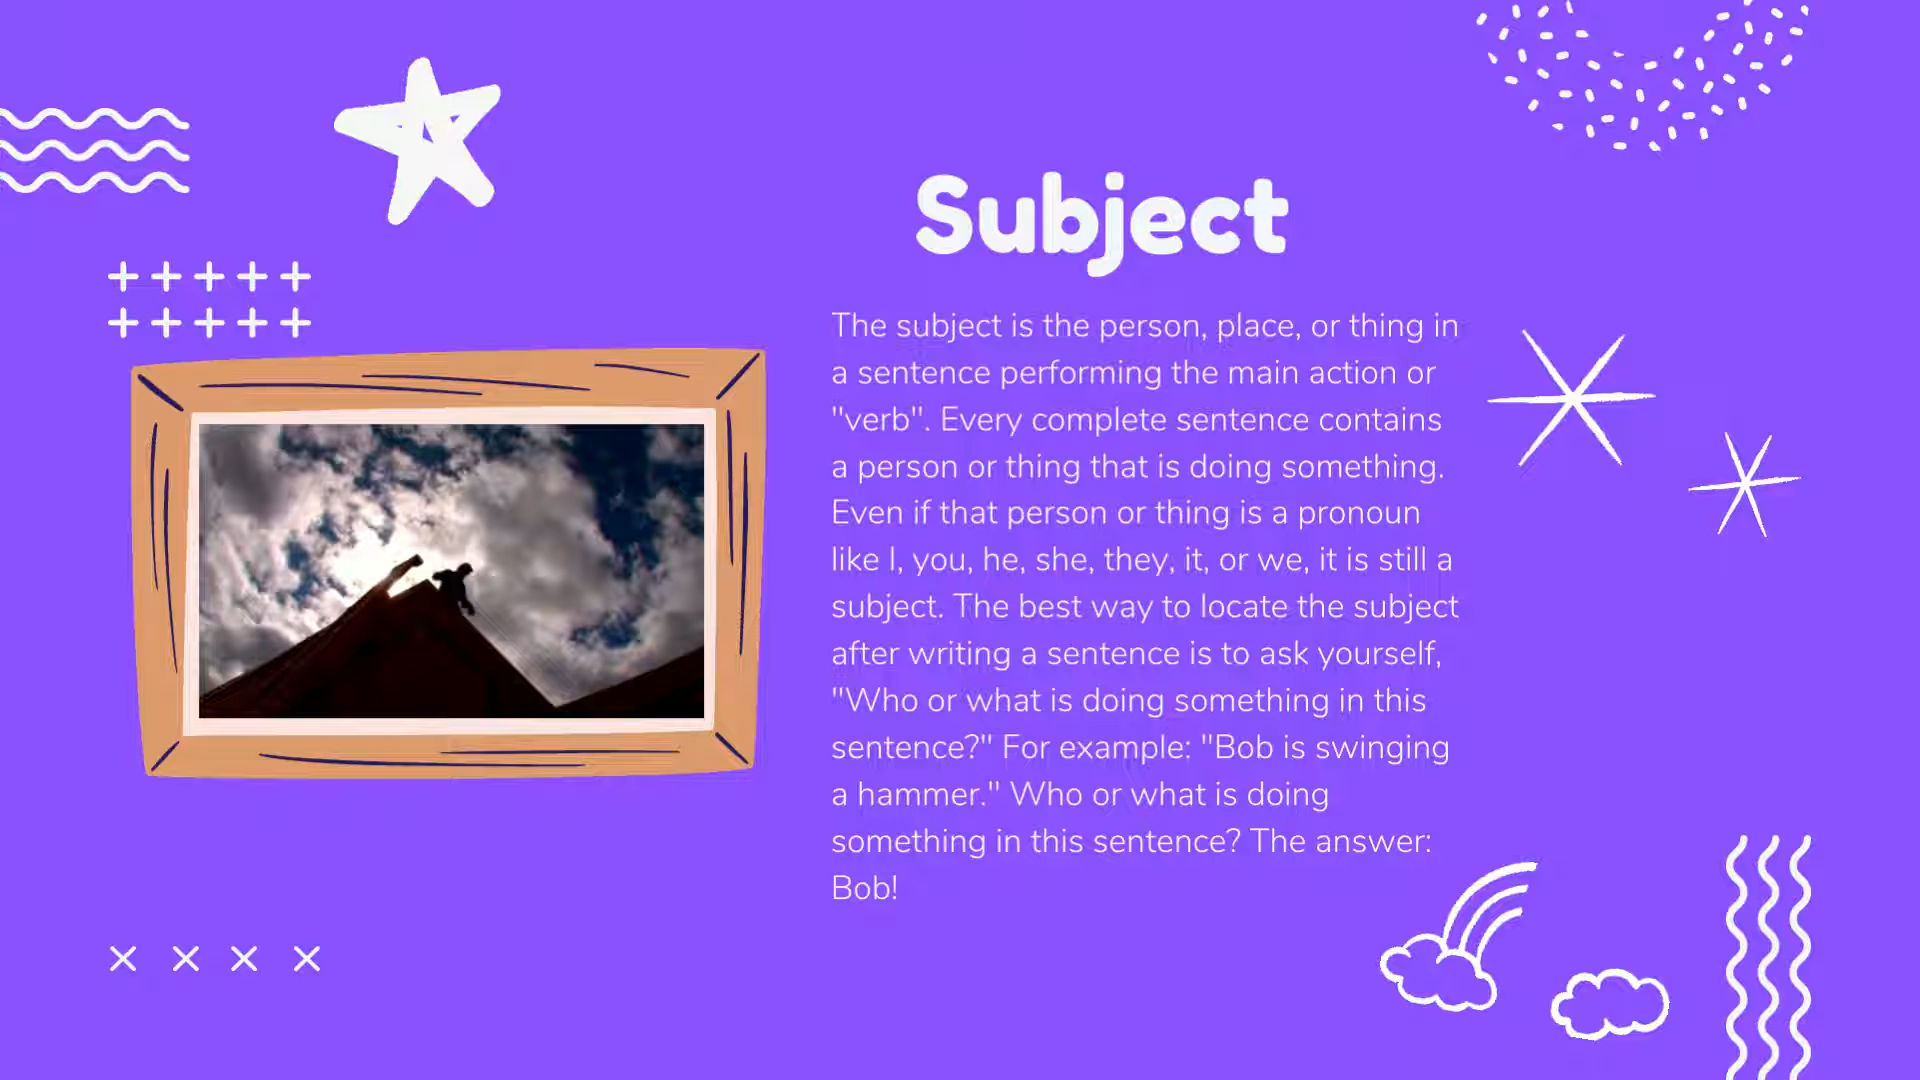 Subject
The subject is the person, place, or thing in
a sentence performing the main action or
"verb". Every complete sentence contains
a person or thing that is doing something.
Even if that person or thing is a pronoun
like I, you, he, she, they, it, or we, it is still a
subject. The best way to locate the subject
after writing a sentence is to ask yourself,
"Who or what is doing something in this
sentence?" For example: "Bob is swinging
a hammer." Who or what is doing
something in this sentence? The answer:
Bob!